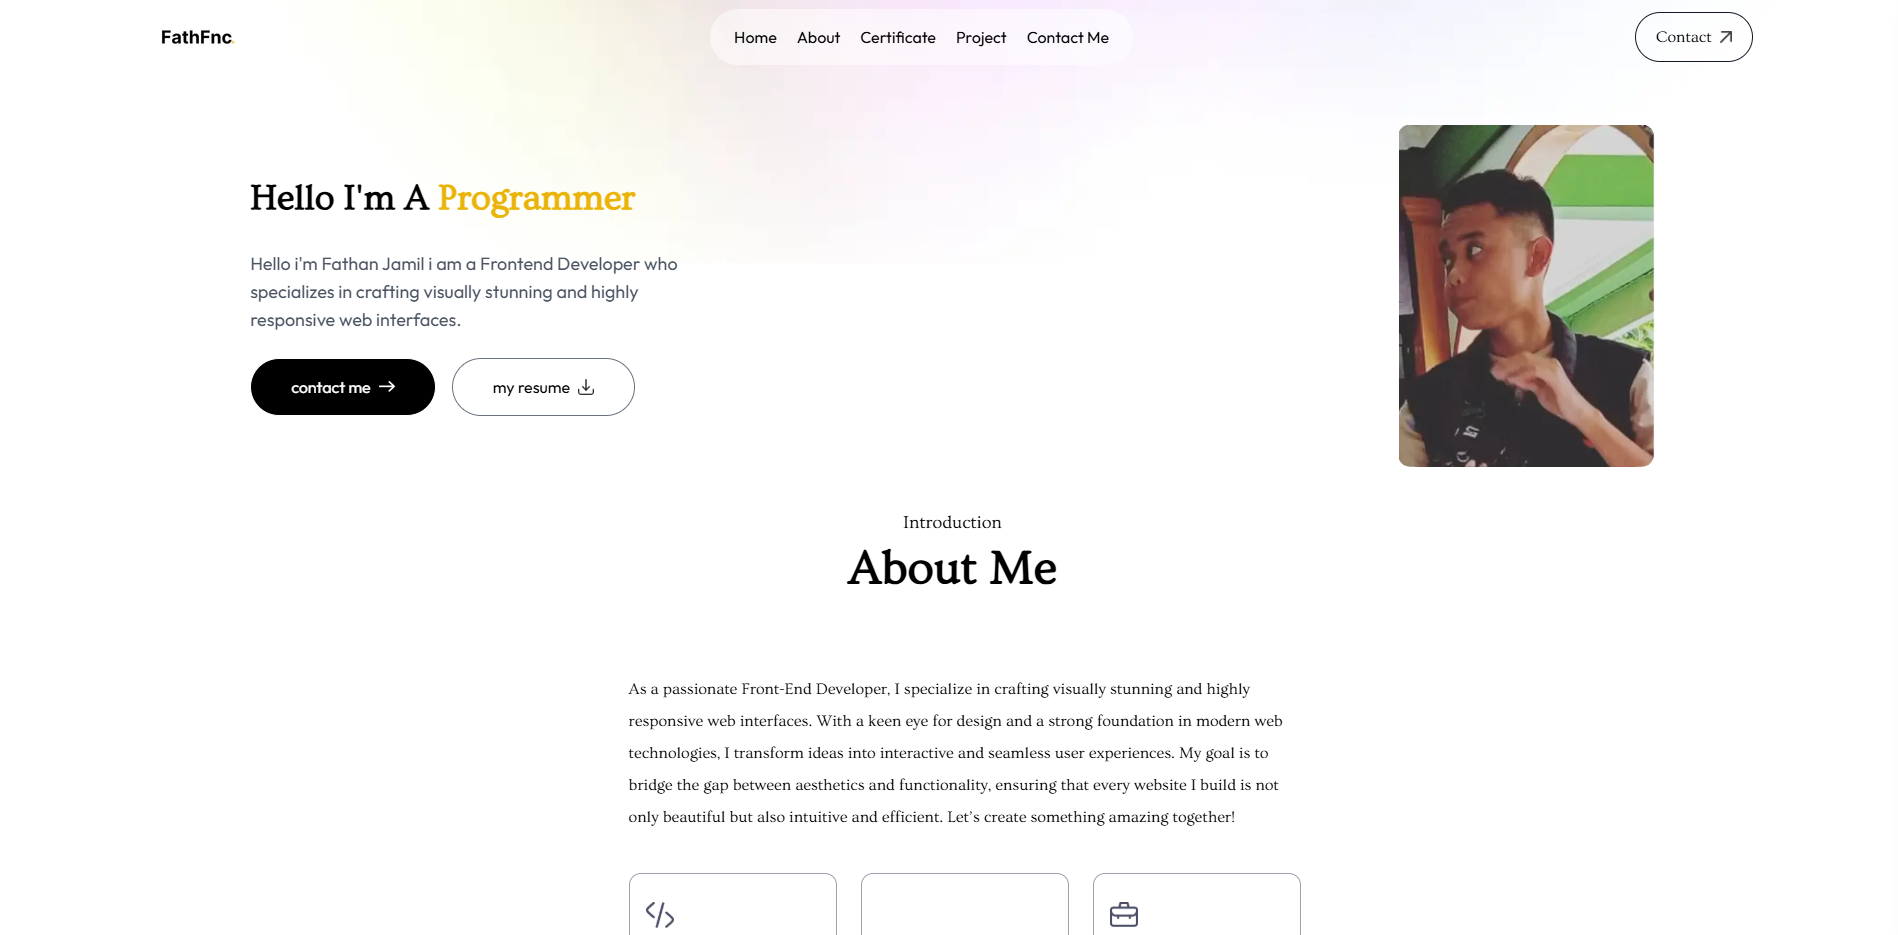 FathFnc.
Home About Certificate Project Contact Me
Contact
Hello I'm A Programmer
Hello i'm Fathan Jamil i am a Frontend Developer who
specializes in crafting visually stunning and highly
responsive web interfaces.
contact me
my resume
Introduction
About Me
As a passionate Front-End Developer, I specialize in crafting visually stunning and highly
responsive web interfaces. With a keen eye for design and a strong foundation in modern web
technologies, I transform ideas into interactive and seamless user experiences. My goal is to
bridge the gap between aesthetics and functionality, ensuring that every website I build is not
only beautiful but also intuitive and efficient. Let’s create something amazing together!